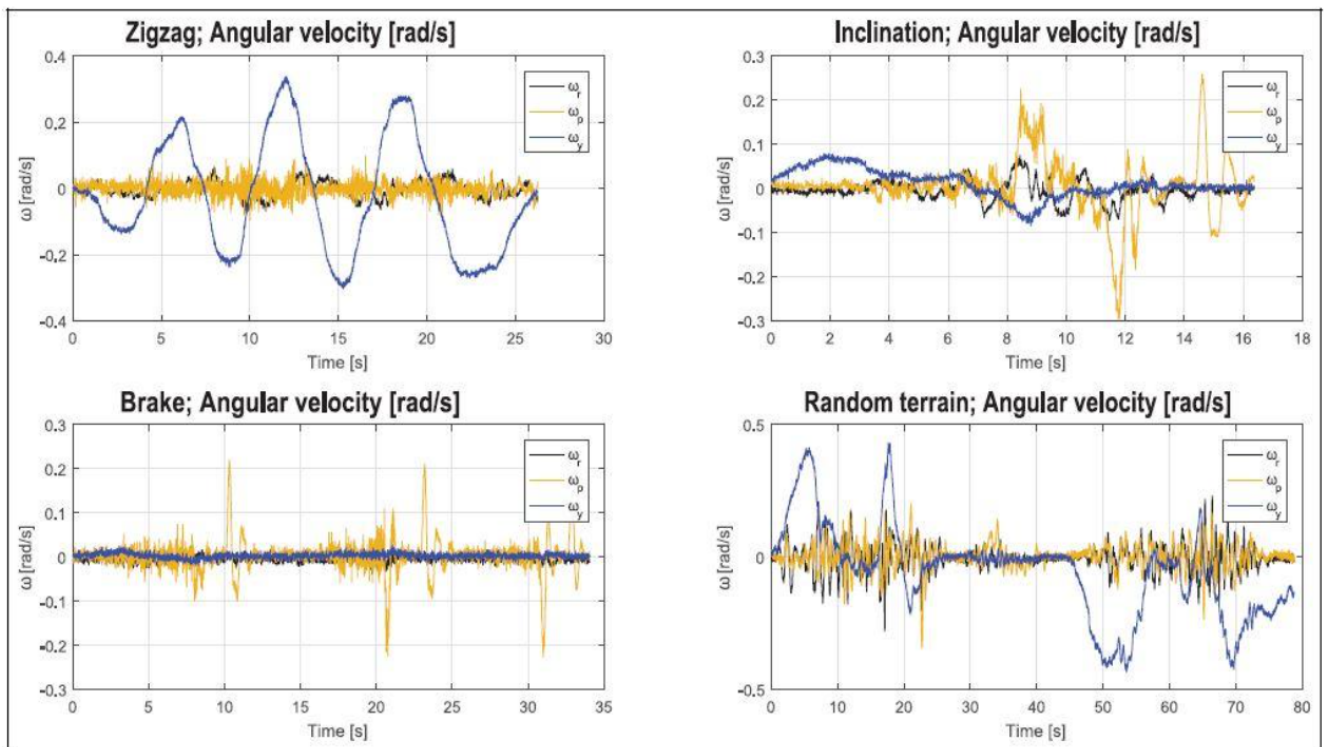 Zigzag; Angular velocity [rad/s]
0.4
0.2
0
-0.2
-0.4
ω [rad/s]
ωr
ωp
ωy
0 5 10 15 20 25 30
Time [s]
Inclination; Angular velocity [rad/s]
0.3
0.2
0.1
0
-0.1
-0.2
-0.3
ω [rad/s]
ωr
ωp
ωy
0 2 4 6 8 10 12 14 16 18
Time [s]
Brake; Angular velocity [rad/s]
0.3
0.2
0.1
0
-0.1
-0.2
-0.3
ω [rad/s]
ωr
ωp
ωy
0 5 10 15 20 25 30 35
Time [s]
Random terrain; Angular velocity [rad/s]
0.5
0
-0.5
ω [rad/s]
ωr
ωp
ωy
0 10 20 30 40 50 60 70 80
Time [s]